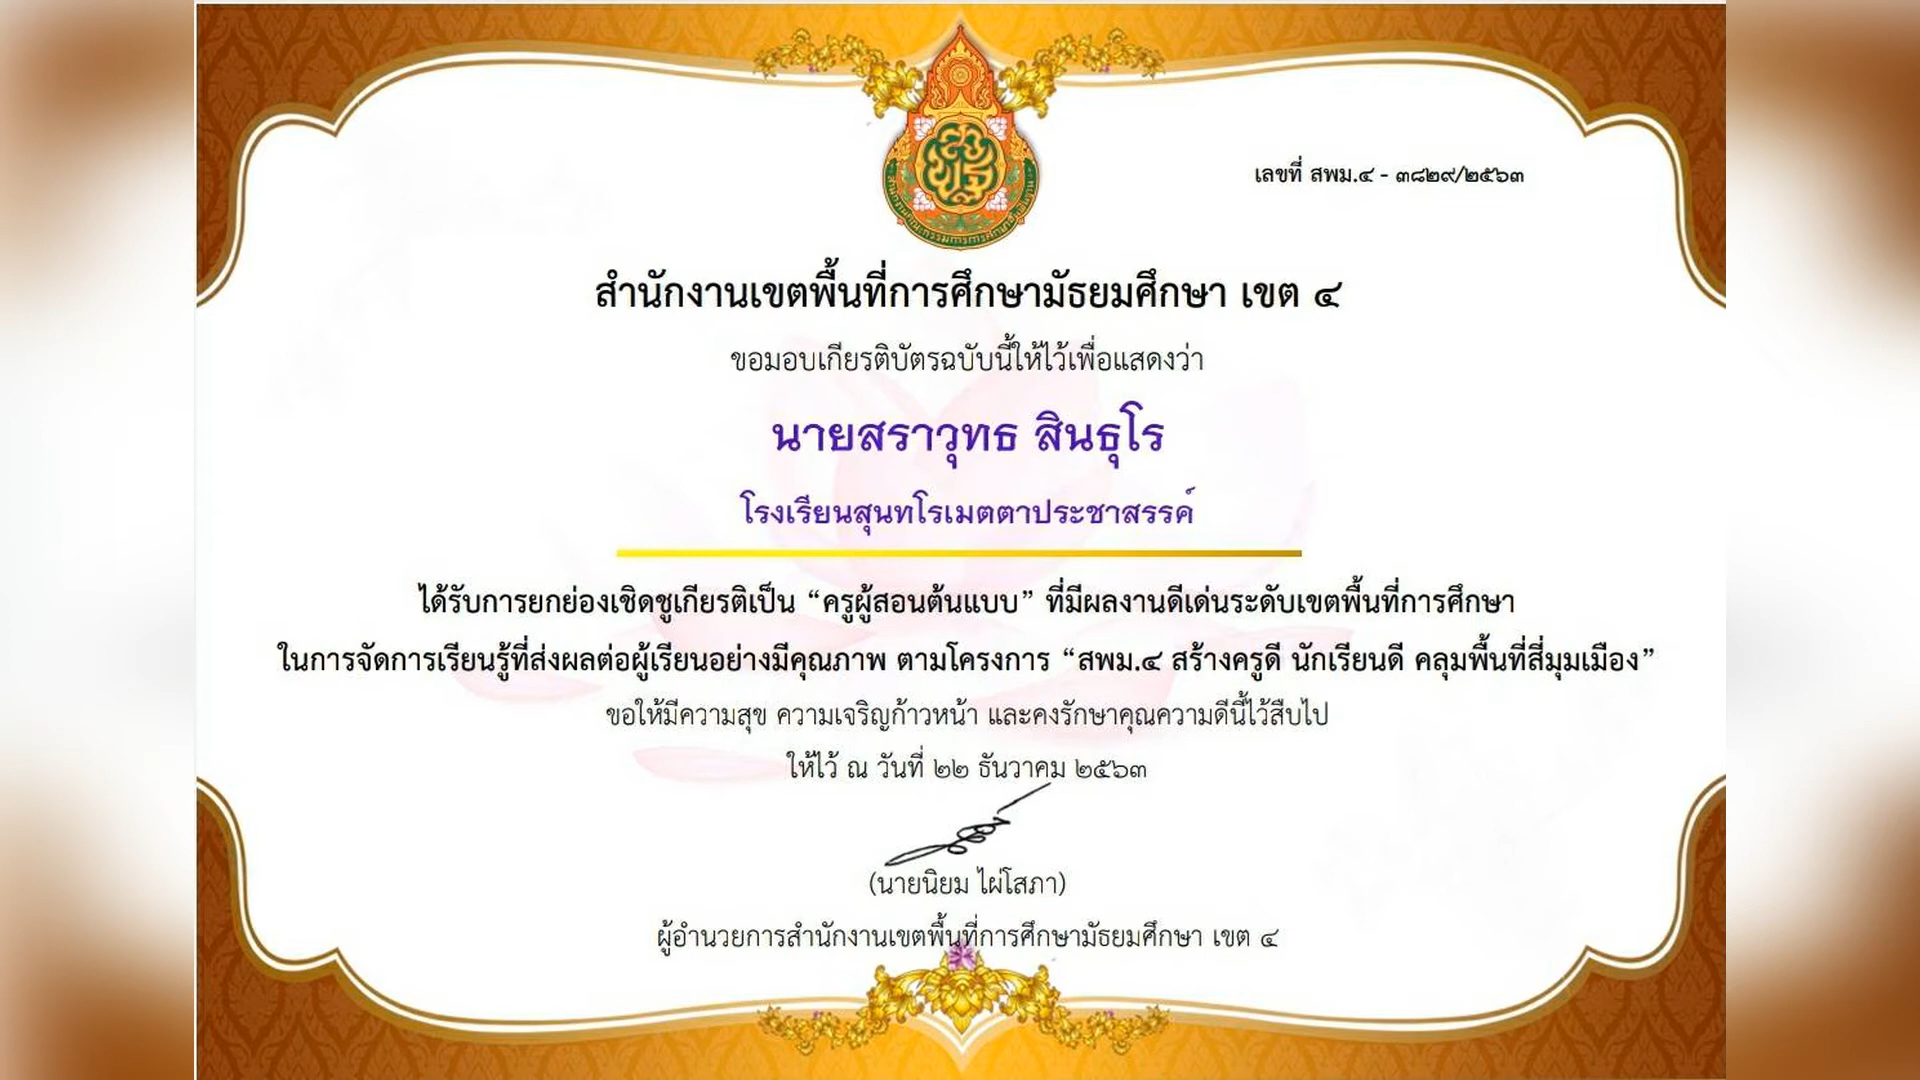 เลขที่ สพม.๔ - ๓๘๒๙/๒๕๖๓
สำนักงานเขตพื้นที่การศึกษามัธยมศึกษา เขต ๔
ขอมอบเกียรติบัตรฉบับนี้ให้ไว้เพื่อแสดงว่า
นายสราวุทธ สินธุโร
โรงเรียนสุนทโรเมตตาประชาสรรค์
ได้รับการยกย่องเชิดชูเกียรติเป็น “ครูผู้สอนต้นแบบ” ที่มีผลงานดีเด่นระดับเขตพื้นที่การศึกษา
ในการจัดการเรียนรู้ที่ส่งผลต่อผู้เรียนอย่างมีคุณภาพ ตามโครงการ “สพม.๔ สร้างครูดี นักเรียนดี คลุมพื้นที่สี่มุมเมือง”
ขอให้มีความสุข ความเจริญก้าวหน้า และคงรักษาคุณความดีนี้ไว้สืบไป
ให้ไว้ ณ วันที่ ๒๒ ธันวาคม ๒๕๖๓
(นายนิยม ไผ่โสภา)
ผู้อำนวยการสำนักงานเขตพื้นที่การศึกษามัธยมศึกษา เขต ๔